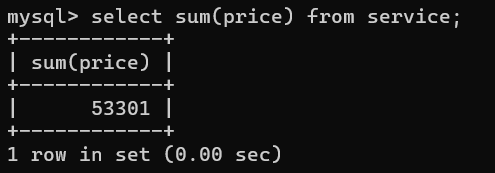 mysql> select sum(price) from service;
+------------+
| sum(price) |
+------------+
|      53301 |
+------------+
1 row in set (0.00 sec)